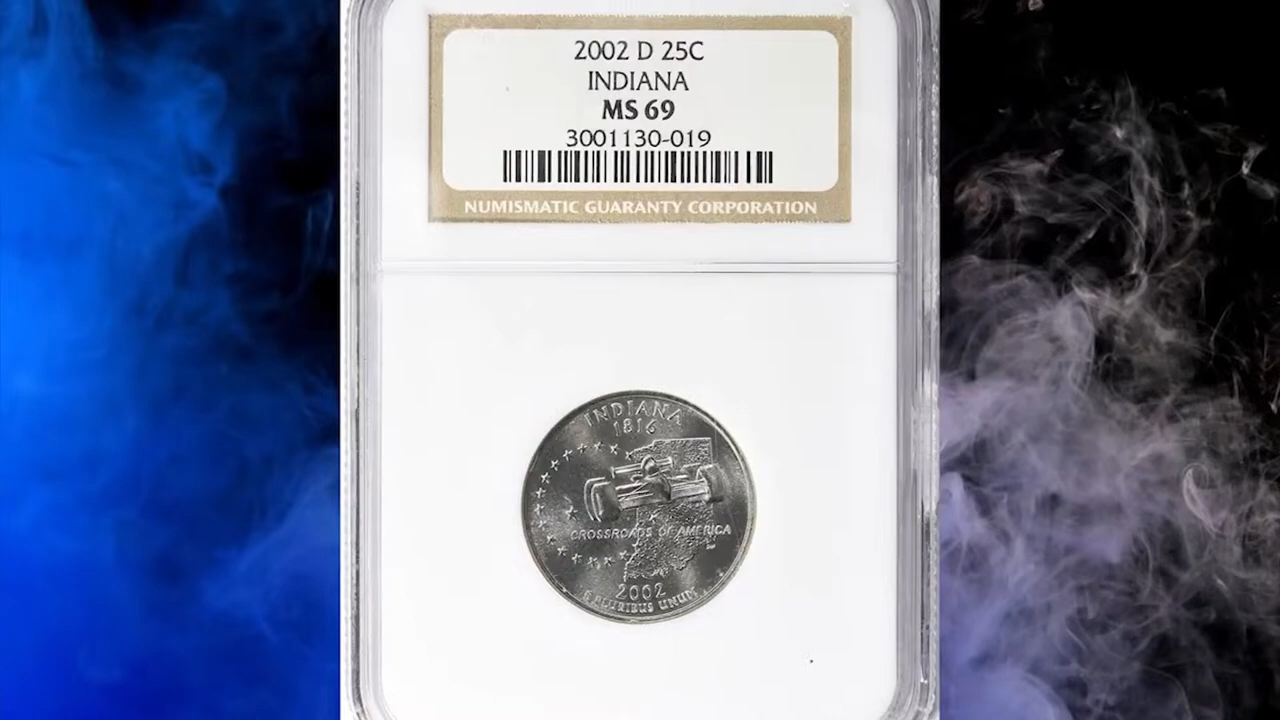 2002 D 25C
INDIANA
MS 69
3001130-019
NUMISMATIC GUARANTY CORPORATION
INDIANA
1816
CROSSROADS OF AMERICA
2002
E PLURIBUS UNUM